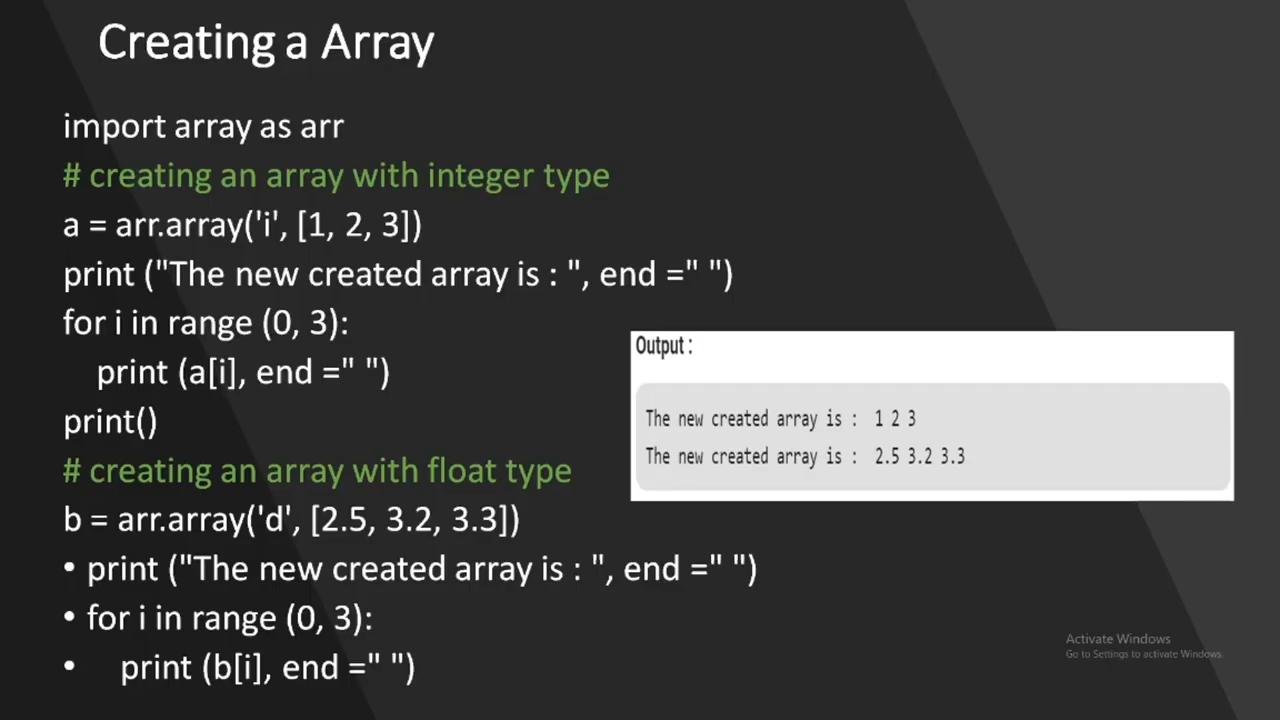 Creating a Array
import array as arr
# creating an array with integer type
a = arr.array('i', [1, 2, 3])
print ("The new created array is : ", end =" ")
for i in range (0, 3):
    print (a[i], end =" ")
print()
# creating an array with float type
b = arr.array('d', [2.5, 3.2, 3.3])
• print ("The new created array is : ", end =" ")
• for i in range (0, 3):
•    print (b[i], end =" ")
Output :
The new created array is :  1 2 3
The new created array is :  2.5 3.2 3.3
Activate Windows
Go to Settings to activate Windows.